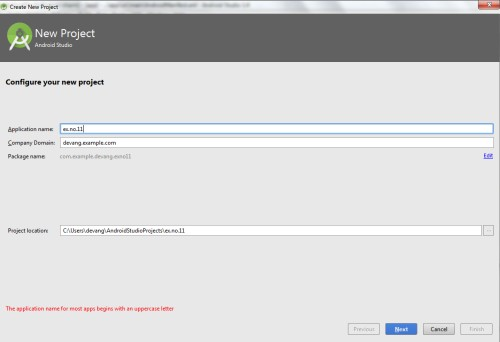 Create New Project
New Project
Android Studio
Configure your new project
Application name: ex.no.11
Company Domain: devang.example.com
Package name: com.example.devang.exno11 Edit
Project location: C:\Users\devang\AndroidStudioProjects\ex.no.11 ...
The application name for most apps begins with an uppercase letter
Previous Next Cancel Finish